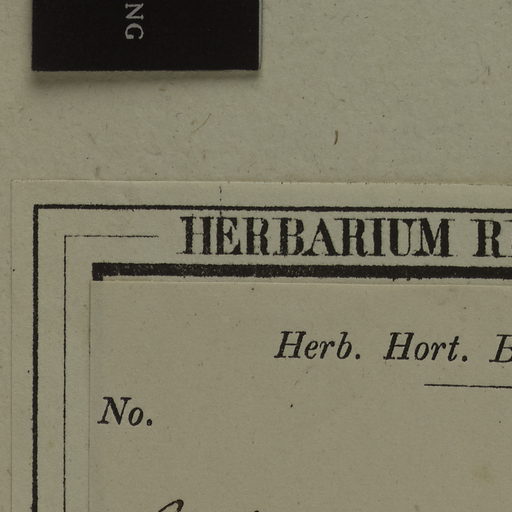 NG
HERBARIUM R
Herb. Hort. B
No.